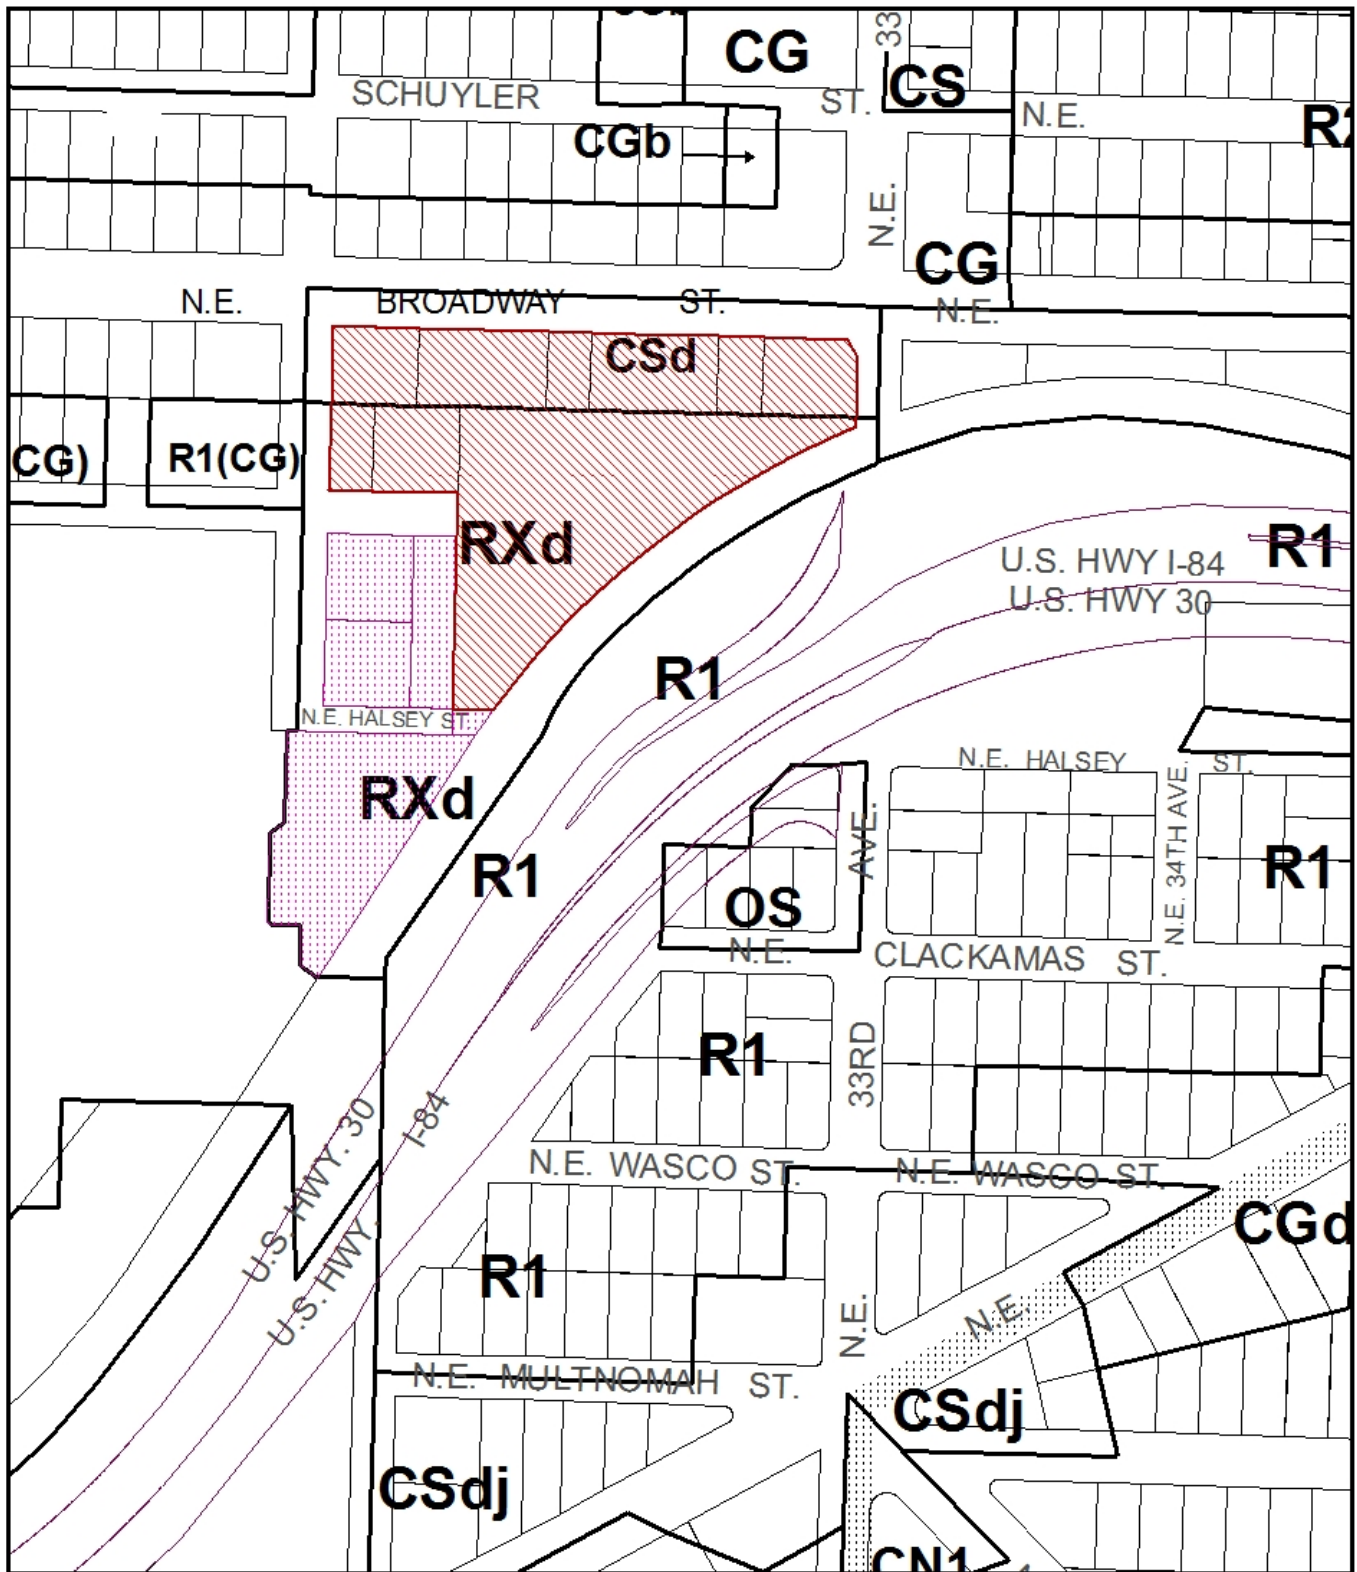 CG
33
CS
SCHUYLER ST. N.E.
CGb
N.E.
CG
N.E. BROADWAY ST. N.E.
CSd
CG)
R1(CG)
RXd
R1
U.S. HWY I-84
U.S. HWY 30
R1
N.E. HALSEY ST.
N.E. HALSEY ST.
RXd
R1
AVE.
N.E. 34TH AVE.
R1
OS
N.E. CLACKAMAS ST.
R1
33RD
U.S. HWY. 30
I-84
N.E. WASCO ST.
N.E. WASCO ST.
U.S. HWY.
CGd
R1
N.E.
N.E.
N.E. MULTNOMAH ST.
CSdj
CSdj
CN1